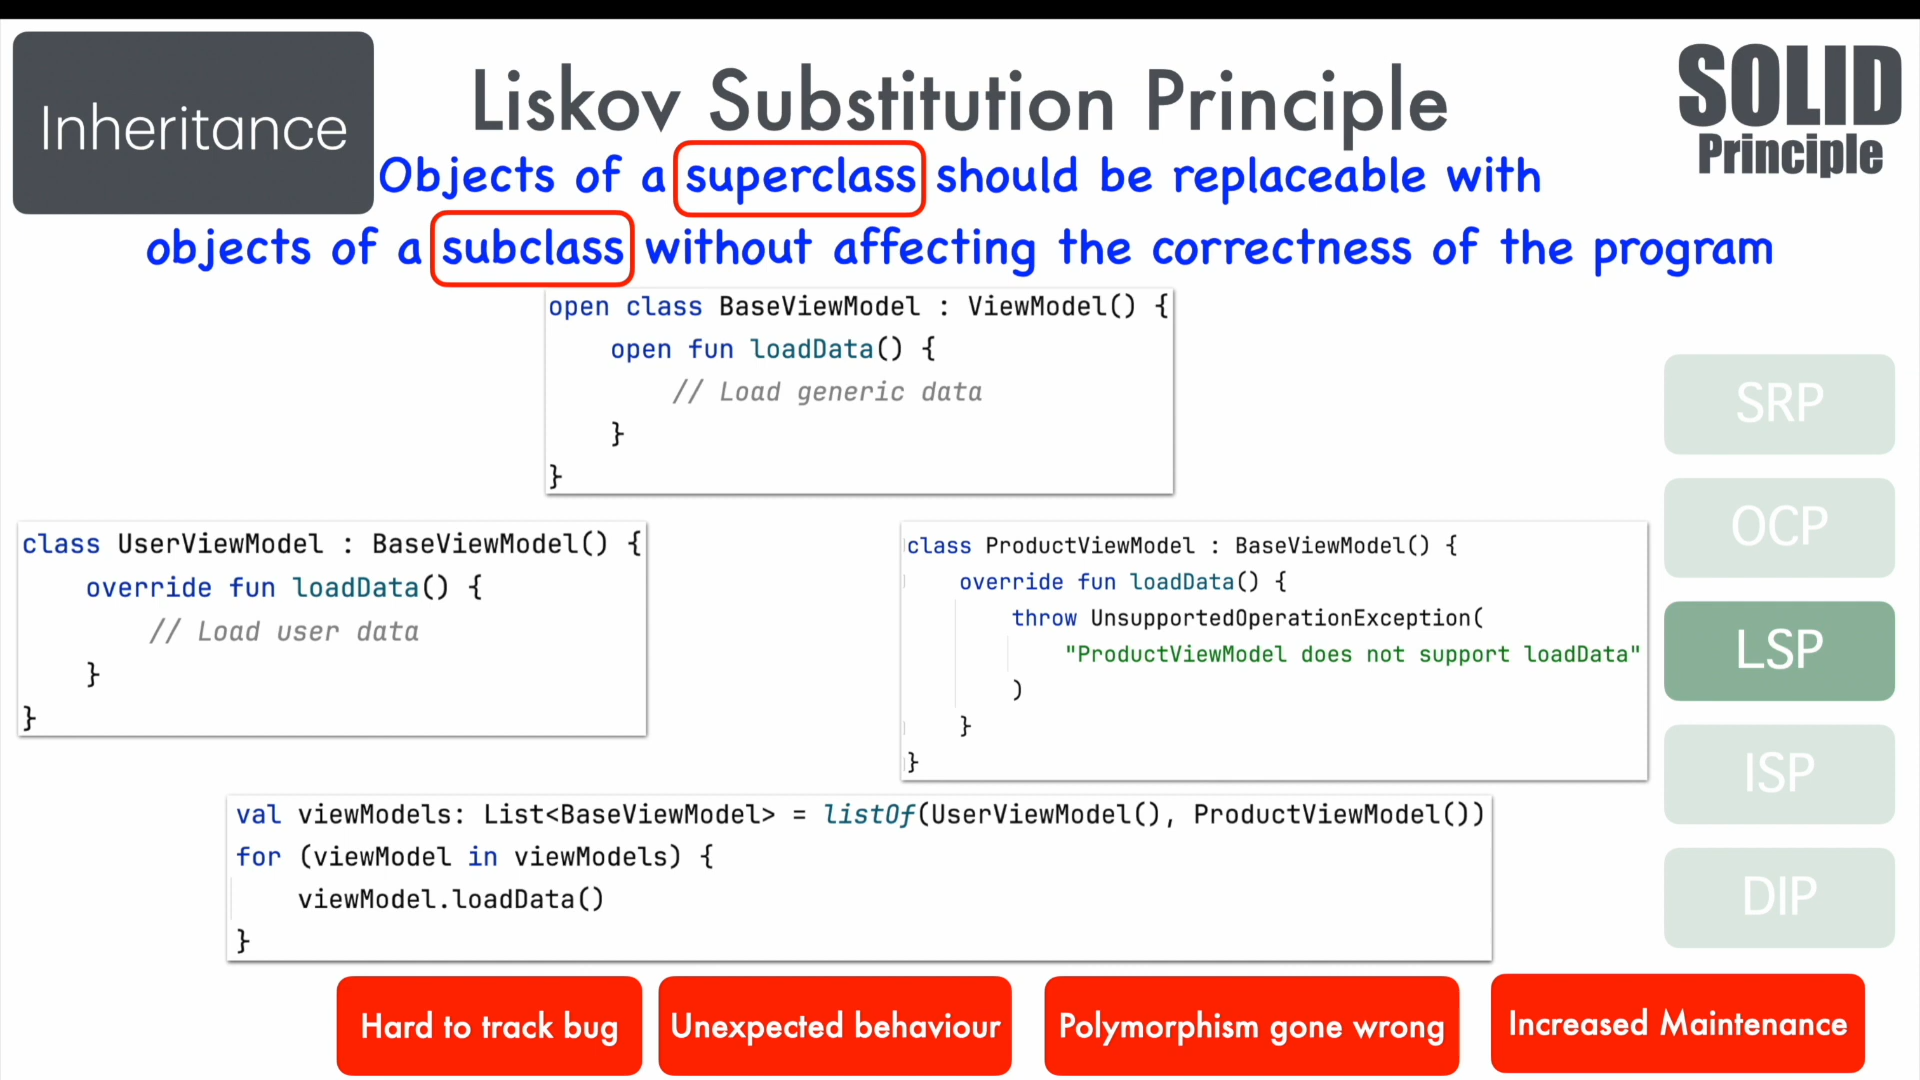 Inheritance
Liskov Substitution Principle
SOLID
Principle
Objects of a superclass should be replaceable with
objects of a subclass without affecting the correctness of the program
open class BaseViewModel : ViewModel() {
    open fun loadData() {
        // Load generic data
    }
}
class UserViewModel : BaseViewModel() {
    override fun loadData() {
        // Load user data
    }
}
class ProductViewModel : BaseViewModel() {
    override fun loadData() {
        throw UnsupportedOperationException(
            "ProductViewModel does not support loadData"
        )
    }
}
val viewModels: List<BaseViewModel> = listOf(UserViewModel(), ProductViewModel())
for (viewModel in viewModels) {
    viewModel.loadData()
}
SRP
OCP
LSP
ISP
DIP
Hard to track bug
Unexpected behaviour
Polymorphism gone wrong
Increased Maintenance